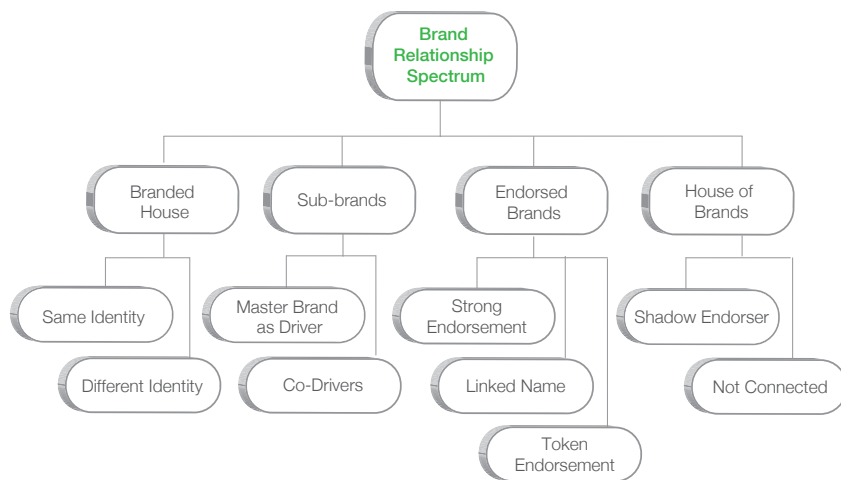 Brand
Relationship
Spectrum
Branded
House
Sub-brands
Endorsed
Brands
House of
Brands
Same Identity
Master Brand
as Driver
Strong
Endorsement
Shadow Endorser
Different Identity
Co-Drivers
Linked Name
Not Connected
Token
Endorsement